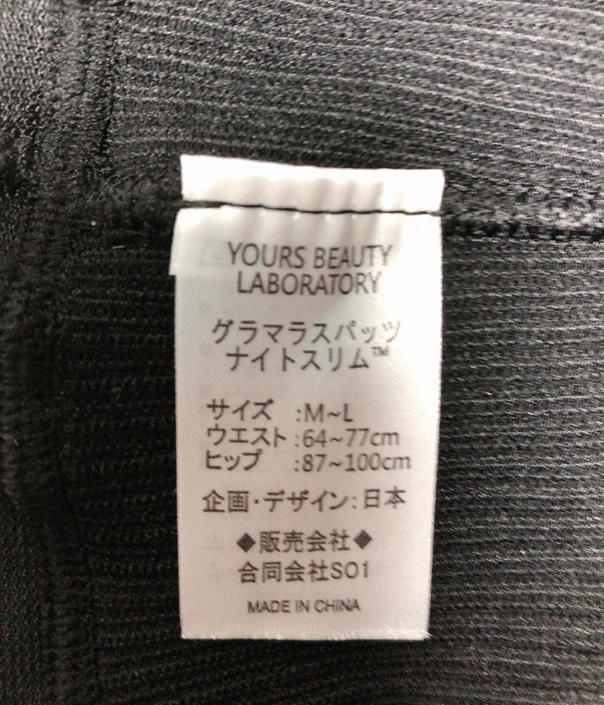 YOURS BEAUTY
LABORATORY
グラマラスパッツ
ナイトスリム™
サイズ :M~L
ウエスト:64~77cm
ヒップ :87~100cm
企画・デザイン:日本
◆販売会社◆
合同会社SO1
MADE IN CHINA